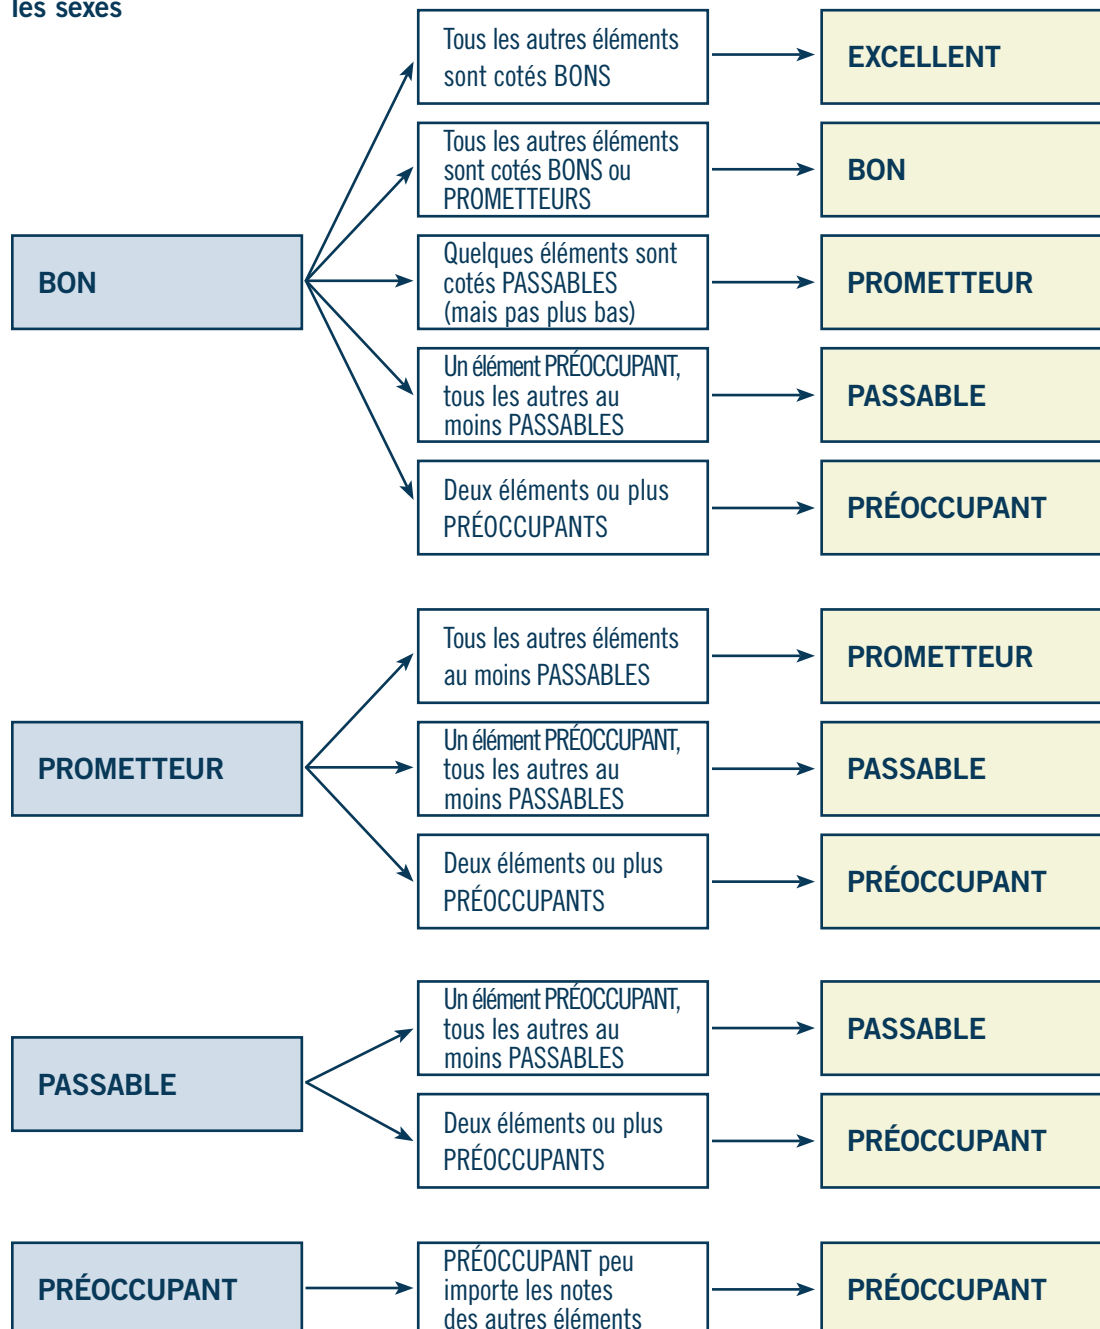 les sexes
BON
Tous les autres éléments
sont cotés BONS
EXCELLENT
Tous les autres éléments
sont cotés BONS ou
PROMETTEURS
BON
Quelques éléments sont
cotés PASSABLES
(mais pas plus bas)
PROMETTEUR
Un élément PRÉOCCUPANT,
tous les autres au
moins PASSABLES
PASSABLE
Deux éléments ou plus
PRÉOCCUPANTS
PRÉOCCUPANT
PROMETTEUR
Tous les autres éléments
au moins PASSABLES
PROMETTEUR
Un élément PRÉOCCUPANT,
tous les autres au
moins PASSABLES
PASSABLE
Deux éléments ou plus
PRÉOCCUPANTS
PRÉOCCUPANT
PASSABLE
Un élément PRÉOCCUPANT,
tous les autres au
moins PASSABLES
PASSABLE
Deux éléments ou plus
PRÉOCCUPANTS
PRÉOCCUPANT
PRÉOCCUPANT
PRÉOCCUPANT peu
importe les notes
des autres éléments
PRÉOCCUPANT